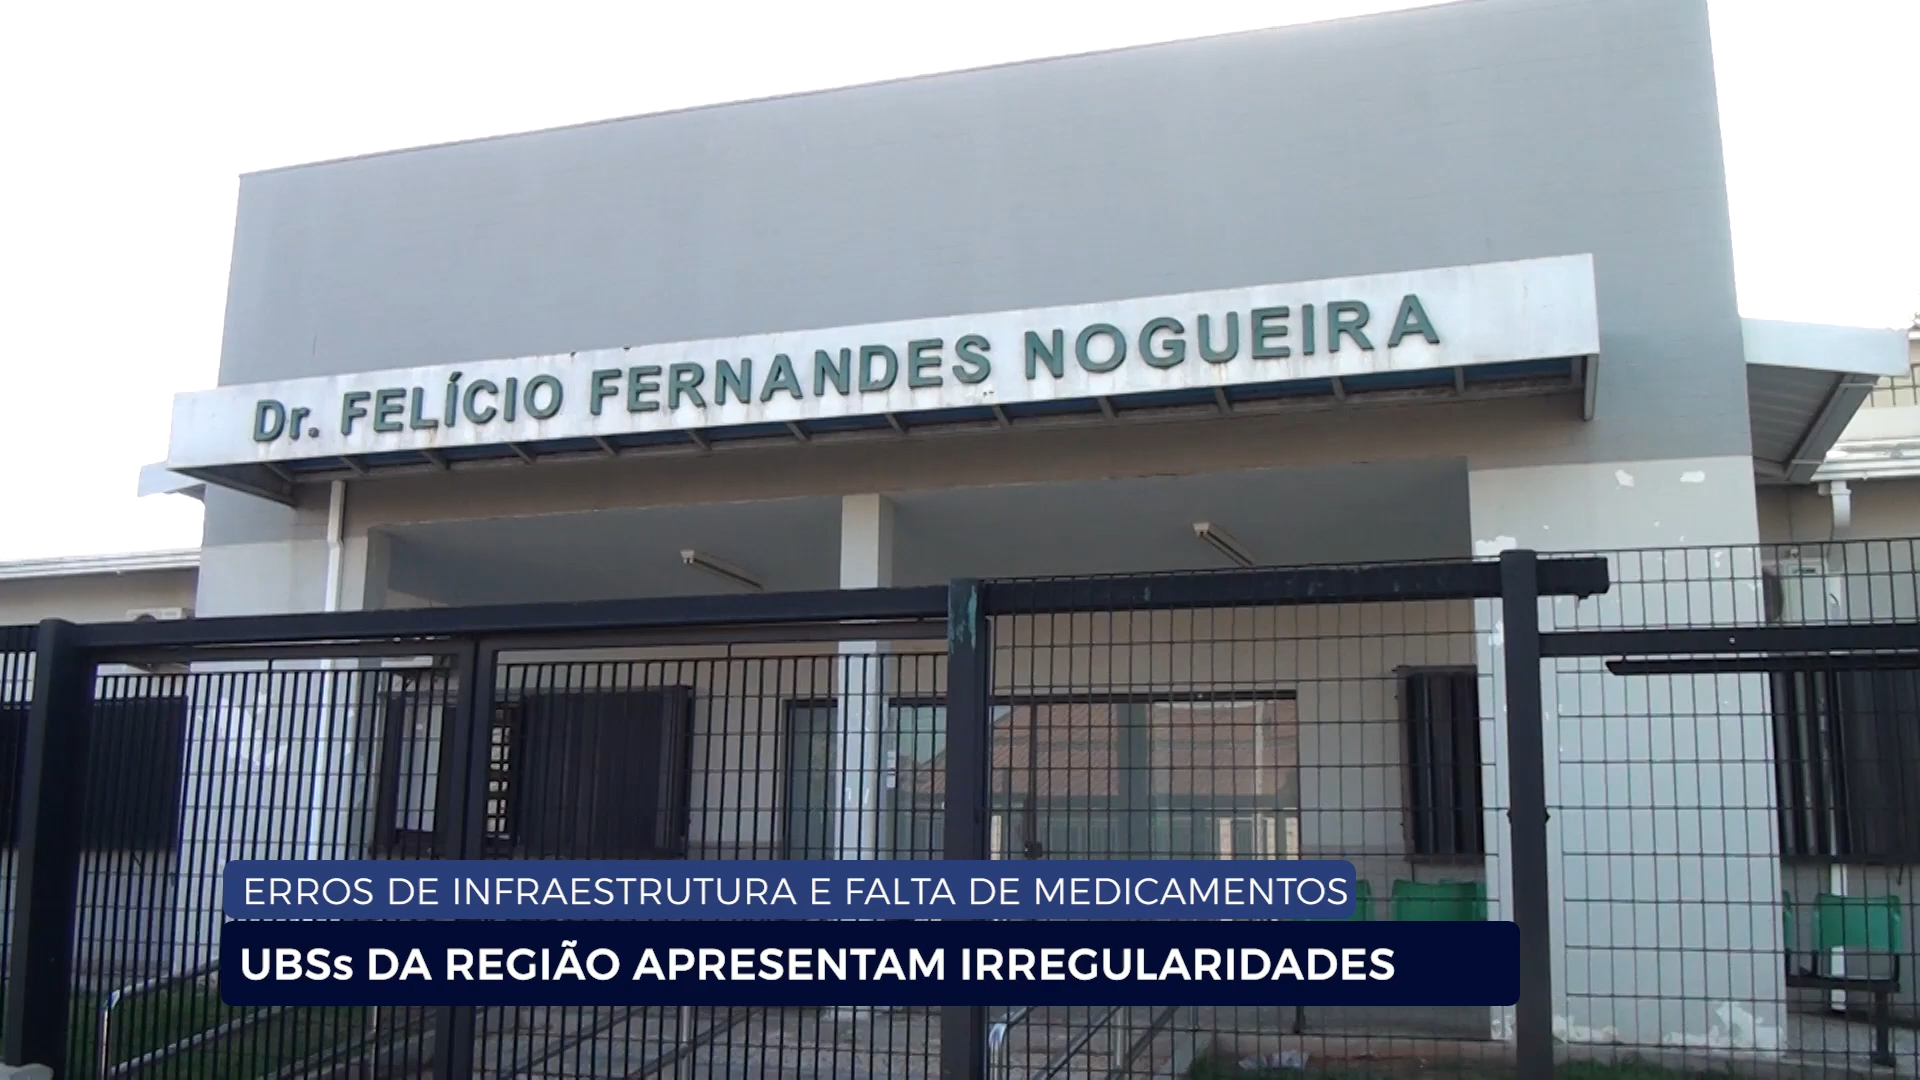 Dr. FELÍCIO FERNANDES NOGUEIRA
ERROS DE INFRAESTRUTURA E FALTA DE MEDICAMENTOS
UBSs DA REGIÃO APRESENTAM IRREGULARIDADES